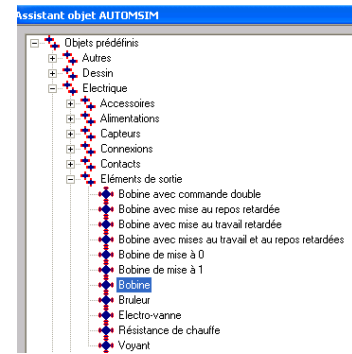 Assistant objet AUTOMSIM
Objets prédéfinis
Autres
Dessin
Electrique
Accessoires
Alimentations
Capteurs
Connexions
Contacts
Eléments de sortie
Bobine avec commande double
Bobine avec mise au repos retardée
Bobine avec mise au travail retardée
Bobine avec mises au travail et au repos retardées
Bobine de mise à 0
Bobine de mise à 1
Bobine
Bruleur
Electro-vanne
Résistance de chauffe
Voyant